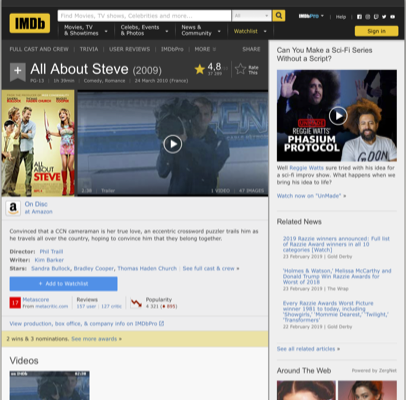 IMDb
Find Movies, TV shows, Celebrities and more...
All
IMDbPro
Help
Movies, TV
& Showtimes
Celebs, Events
& Photos
News &
Community
Watchlist
Sign in
FULL CAST AND CREW | TRIVIA | USER REVIEWS | IMDbPro | MORE
SHARE
All About Steve (2009)
PG-13 | 1h 39min | Comedy, Romance | 24 March 2010 (France)
4,8
Rate
This
ALL
ABOUT
STEVE
1:30 Trailer
1 VIDEO | 47 IMAGES
On Disc
at Amazon
Convinced that a CCN cameraman is her true love, an eccentric crossword puzzler trails him as
he travels all over the country, hoping to convince him that they belong together.
Director: Phil Traill
Writer: Kim Barker
Stars: Sandra Bullock, Bradley Cooper, Thomas Haden Church | See full cast & crew »
+ Add to Watchlist
17
Metascore
From metacritic.com
Reviews
157 user | 127 critic
Popularity
4 321 (895)
View production, box office, & company info on IMDbPro
2 wins & 3 nominations. See more awards »
Videos
Can You Make a Sci-Fi Series
Without a Script?
REGGIE WATTS'
PHASIUM
PROTOCOL
Well Reggie Watts sure tried with his idea for
a sci-fi improv show. What happens when we
bring his idea to life?
Watch now on "UnMade" »
Related News
2019 Razzie winners announced: Full list
of Razzie Award winners in all 10
categories [Watch]
23 February 2019 | Gold Derby
'Holmes & Watson,' Melissa McCarthy and
Donald Trump Win Razzie Awards for
Worst of 2018
23 February 2019 | The Wrap
Every Razzie Awards Worst Picture
winner 1981 to today, including
'Showgirls,' 'Mommie Dearest,' 'Twilight,'
'Transformers'
22 February 2019 | Gold Derby
See all related articles »
Around The Web
Powered by ZergNet